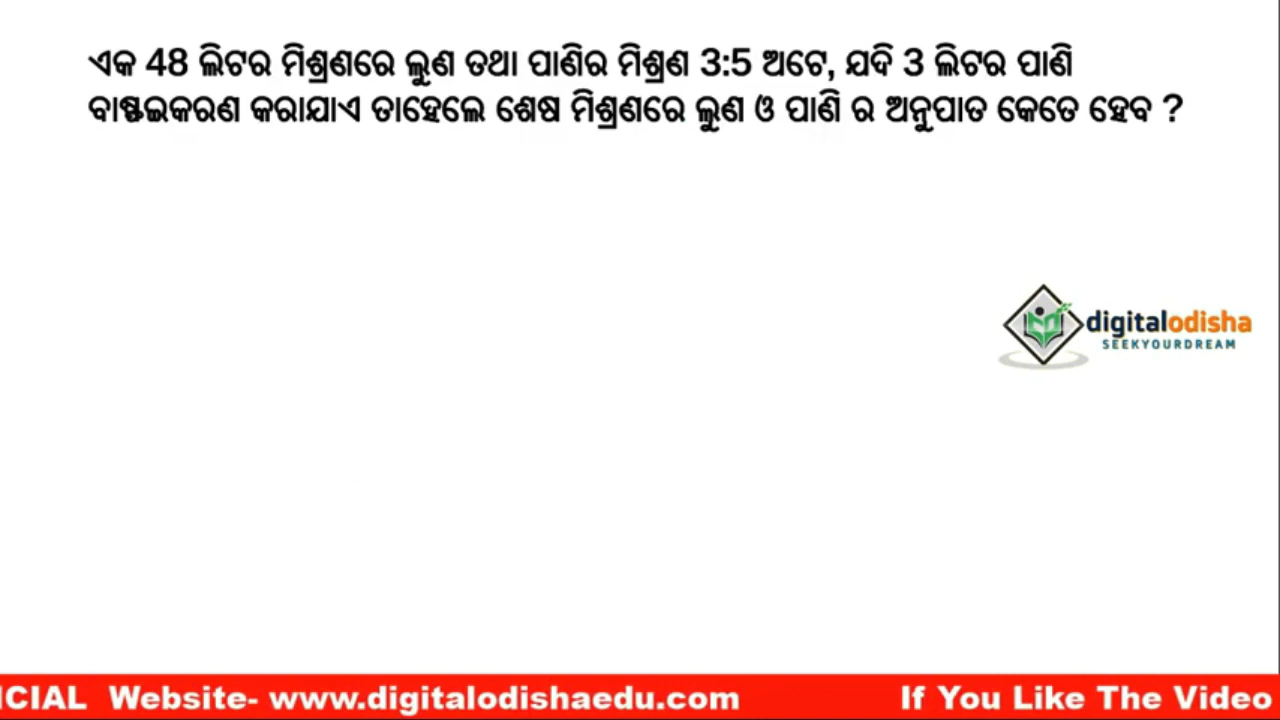 ଏକ 48 ଲିଟର ମିଶ୍ରଣରେ ଲୁଣ ତଥା ପାଣିର ମିଶ୍ରଣ 3:5 ଅଟେ, ଯଦି 3 ଲିଟର ପାଣି
ବାଷ୍ଢଇକରଣ କରାଯାଏ ତାହେଲେ ଶେଷ ମିଶ୍ରଣରେ ଲୁଣ ଓ ପାଣି ର ଅନୁପାତ କେତେ ହେବ ?
digitalodisha
SEEKYOURDREAM
ICIAL Website- www.digitalodishaedu.com If You Like The Video